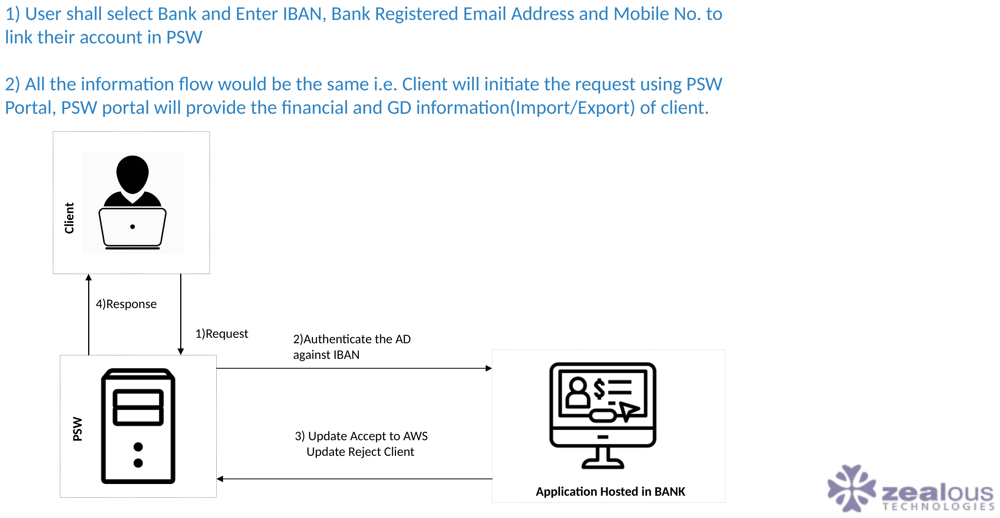 1) User shall select Bank and Enter IBAN, Bank Registered Email Address and Mobile No. to
link their account in PSW
2) All the information flow would be the same i.e. Client will initiate the request using PSW
Portal, PSW portal will provide the financial and GD information(Import/Export) of client.
Client
4)Response
1)Request
2)Authenticate the AD
against IBAN
PSW
3) Update Accept to AWS
Update Reject Client
Application Hosted in BANK
zealous
TECHNOLOGIES